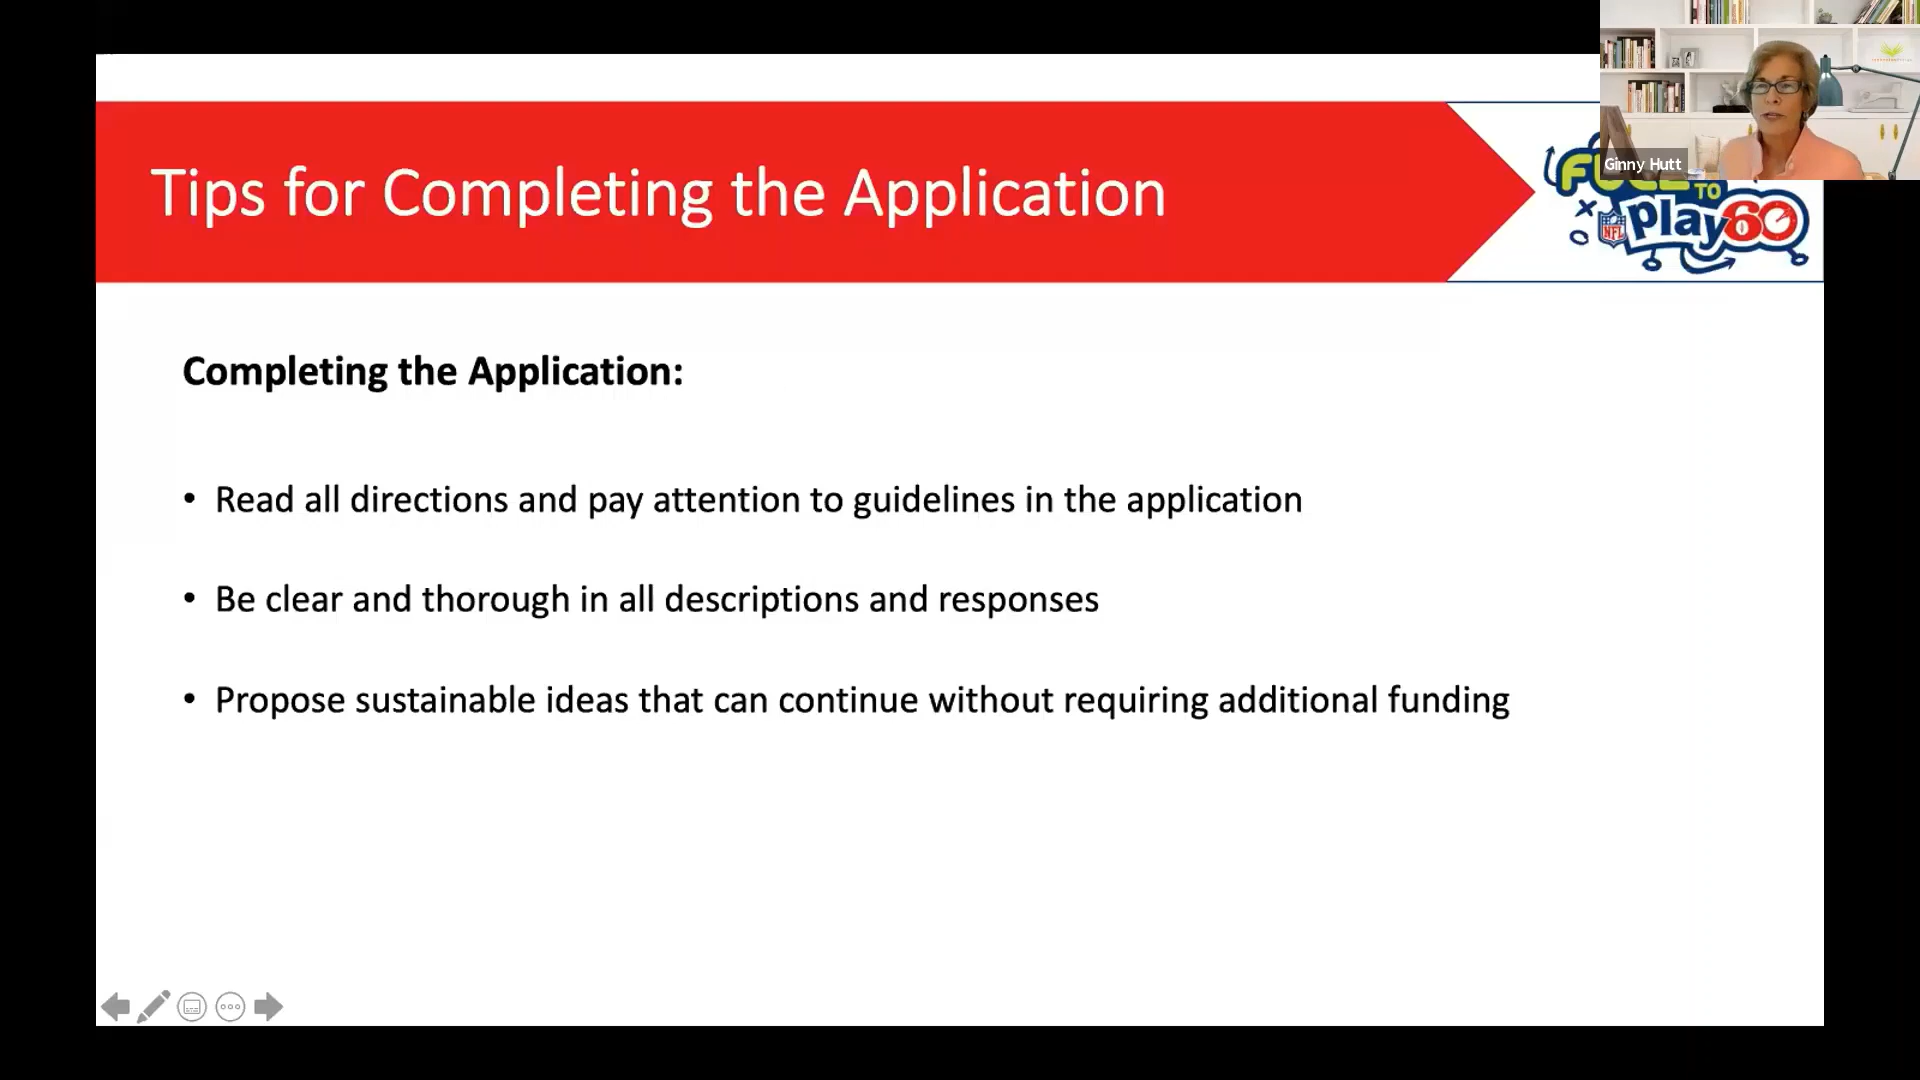 Tips for Completing the Application
Ginny Hutt
TO
NFL
play 60
Completing the Application:
• Read all directions and pay attention to guidelines in the application
• Be clear and thorough in all descriptions and responses
• Propose sustainable ideas that can continue without requiring additional funding